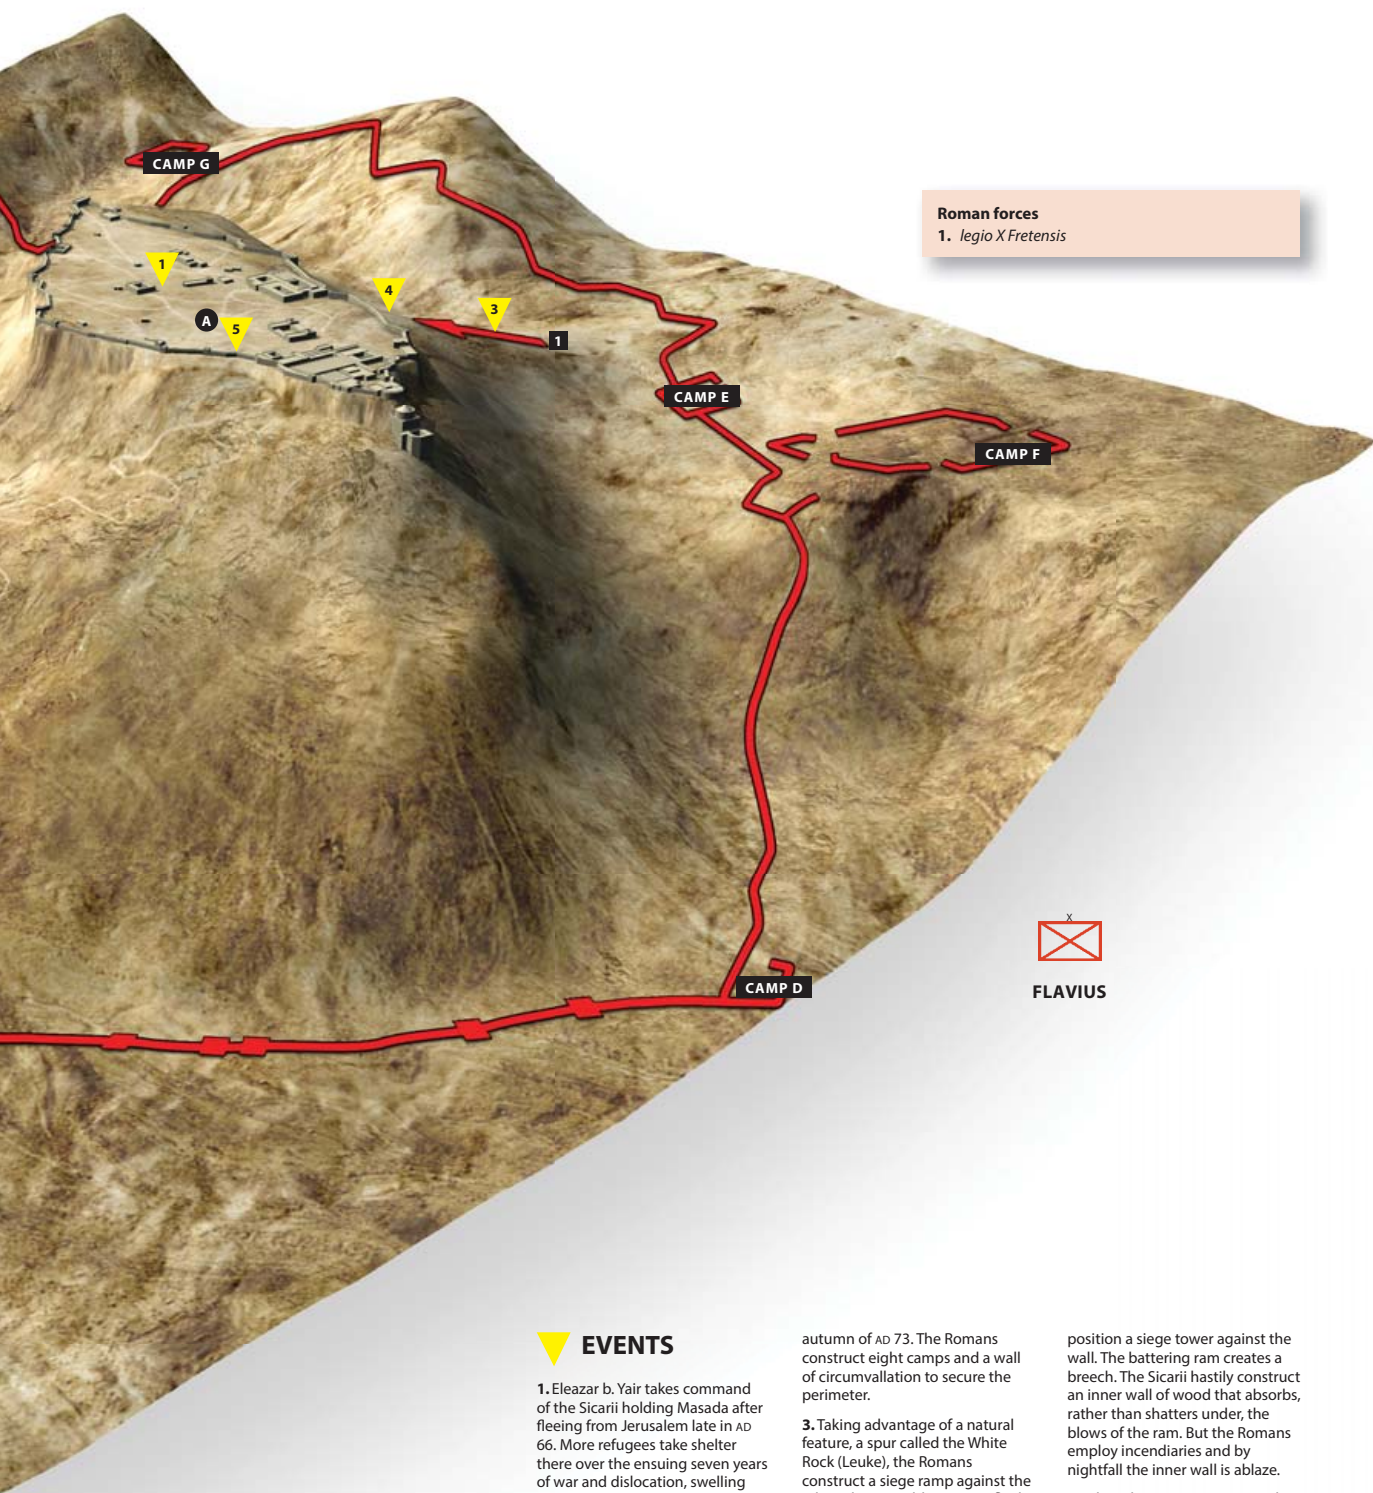 CAMP G
Roman forces
1. legio X Fretensis
1
4
3
A
5
1
CAMP E
CAMP F
X
FLAVIUS
CAMP D
EVENTS
1. Eleazar b. Yair takes command
of the Sicarii holding Masada after
fleeing from Jerusalem late in AD
66. More refugees take shelter
there over the ensuing seven years
of war and dislocation, swelling
autumn of AD 73. The Romans
construct eight camps and a wall
of circumvallation to secure the
perimeter.
3. Taking advantage of a natural
feature, a spur called the White
Rock (Leuke), the Romans
construct a siege ramp against the
position a siege tower against the
wall. The battering ram creates a
breech. The Sicarii hastily construct
an inner wall of wood that absorbs,
rather than shatters under, the
blows of the ram. But the Romans
employ incendiaries and by
nightfall the inner wall is ablaze.